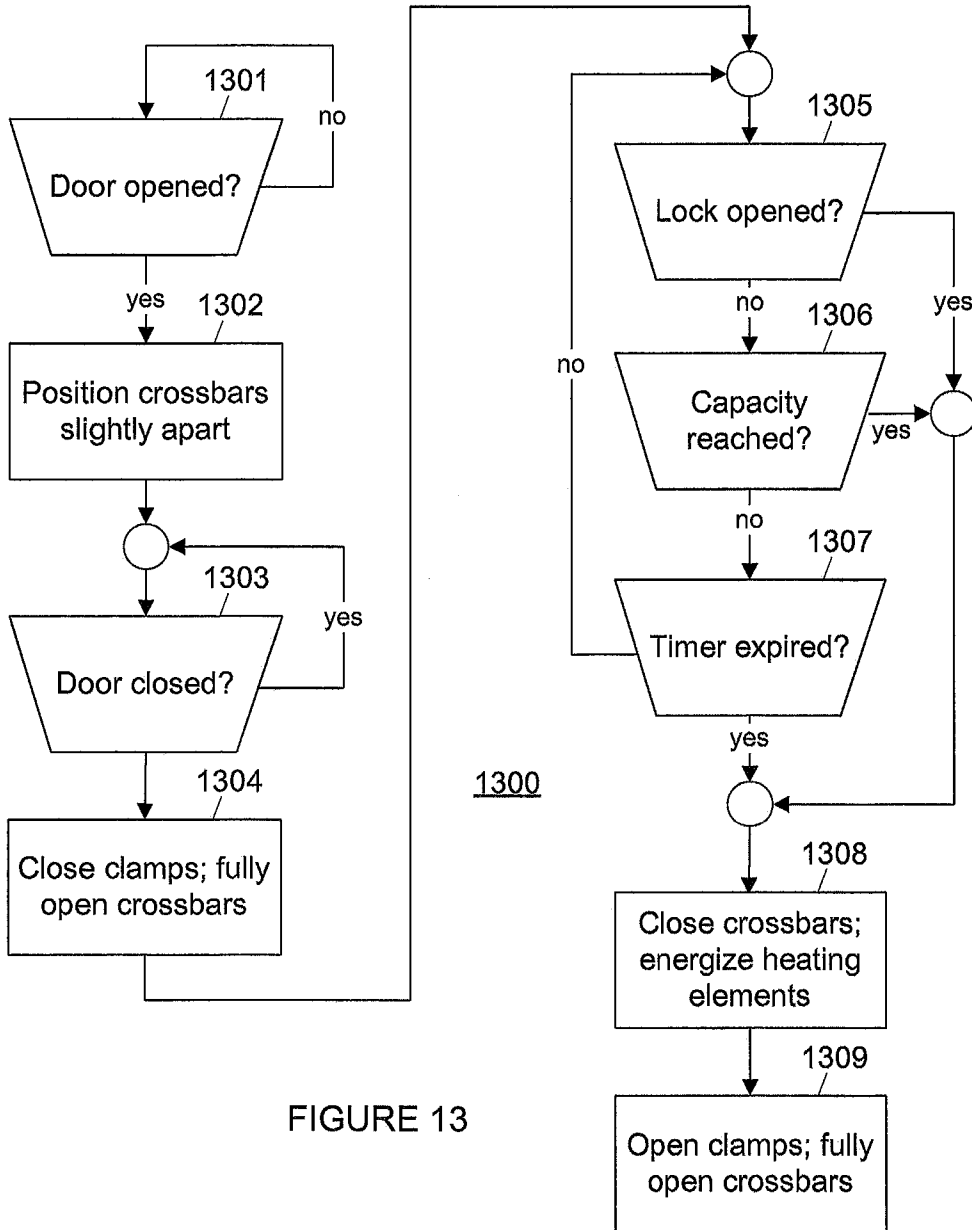 1301
no
Door opened?
yes
1302
Position crossbars
slightly apart
1303
yes
Door closed?
1304
Close clamps; fully
open crossbars
1305
Lock opened?
no
yes
1306
no
Capacity
reached?
yes
no
1307
Timer expired?
yes
1300
1308
Close crossbars;
energize heating
elements
1309
Open clamps; fully
open crossbars
FIGURE 13